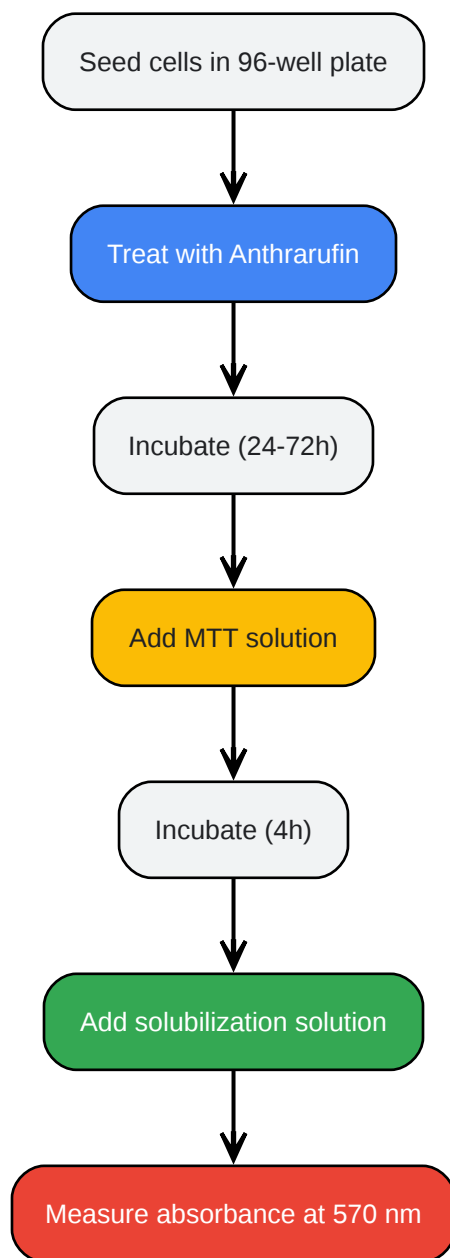 Seed cells in 96-well plate
Treat with Anthrarufin
Incubate (24-72h)
Add MTT solution
Incubate (4h)
Add solubilization solution
Measure absorbance at 570 nm